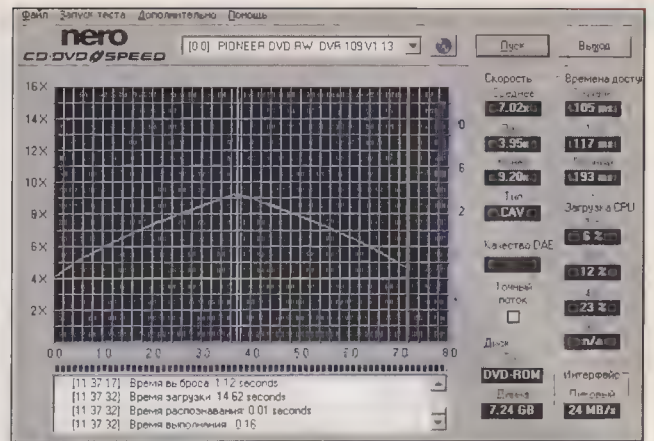 Файл Запуск теста Дополнительно Помощь
nero
CD·DVD SPEED
[0:0] PIONEER DVD RW DVR 109 V1 13
Пуск
Выход
Скорость
Времена доступа
Среднее
16X
14X
12X
10X
8X
6X
4X
2X
0
6
2
7.02x
105 ms
3.95x
117 ms
9.20x
193 ms
Тип
CAV
Загрузка CPU
6 %
Качество DAE
12 %
Точный
поток
23 %
n/a
Диск
DVD-ROM
Интерфейс
Длина
7.24 GB
24 MB/s
0.0 1.0 2.0 3.0 4.0 5.0 6.0 7.0 8.0
[11 37 17] Время выброса 1.12 seconds
[11 37 32] Время загрузки 14.62 seconds
[11 37 32] Время распознавания 0.01 seconds
[11 37 32] Время выполнения 0:16